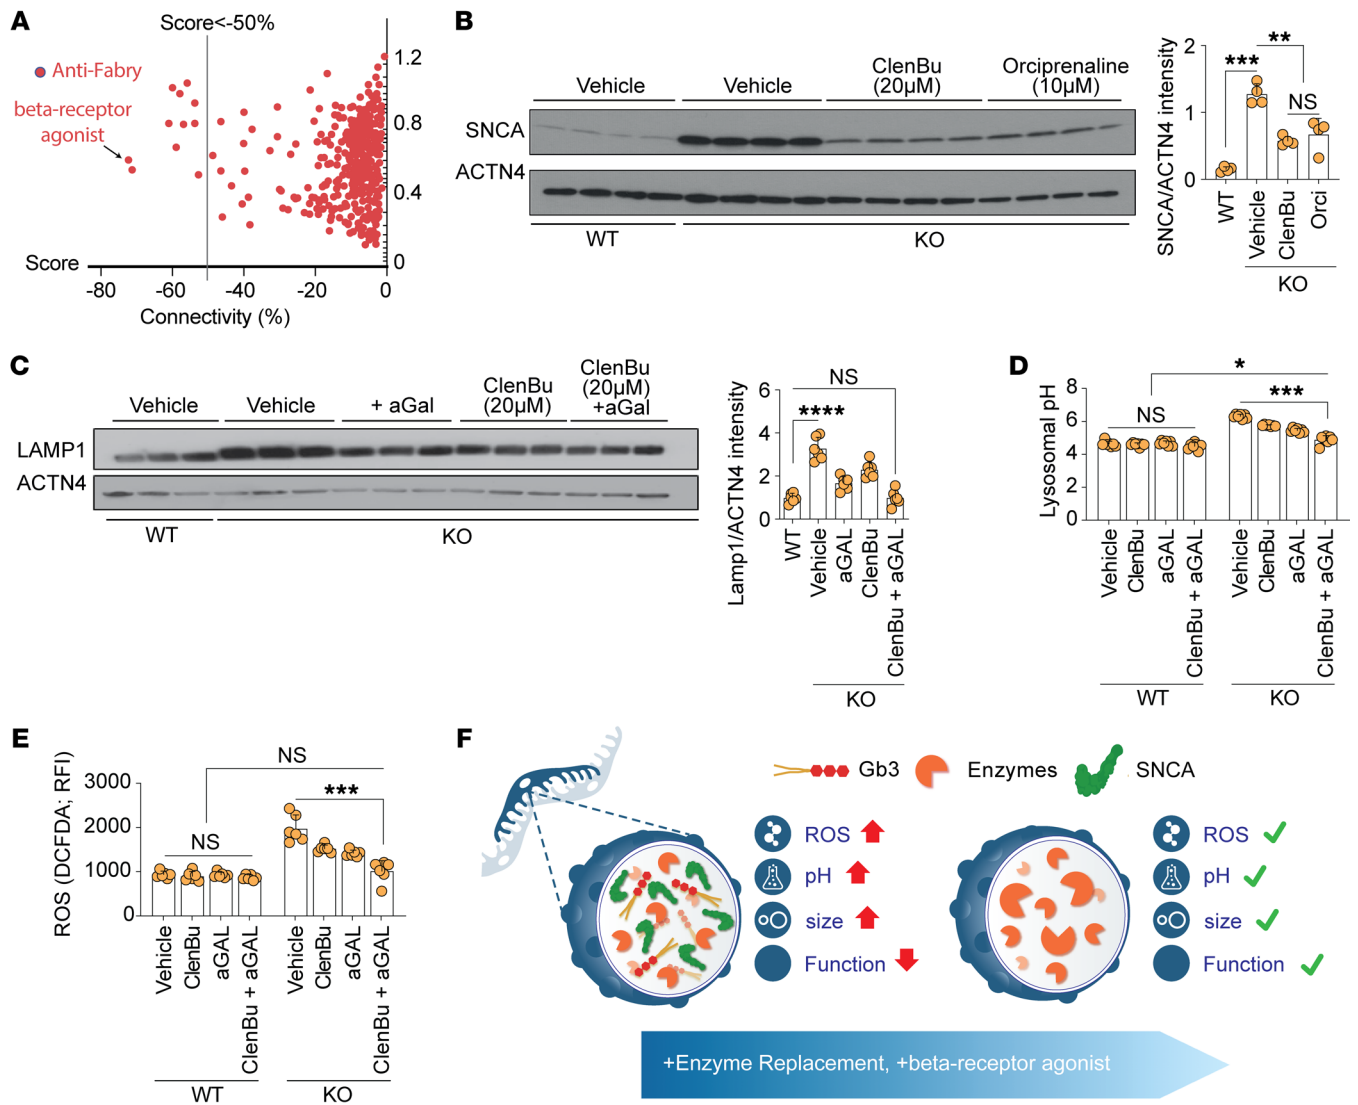 A
Score<-50%
Anti-Fabry
beta-receptor
agonist
1.2
0.8
0.4
0
Score
-80 -60 -40 -20 0
Connectivity (%)
B
Vehicle Vehicle ClenBu (20µM) Orciprenaline (10µM)
SNCA
ACTN4
WT KO
SNCA/ACTN4 intensity
2
1
0
*** ** NS
WT Vehicle ClenBu Orci
KO
C
Vehicle Vehicle + aGal ClenBu (20µM) ClenBu (20µM) +aGal
LAMP1
ACTN4
WT KO
Lamp1/ACTN4 intensity
6
4
2
0
NS
****
WT Vehicle aGAL ClenBu ClenBu + aGAL
KO
D
Lysosomal pH
8
6
4
2
0
*
NS ***
Vehicle ClenBu aGAL ClenBu + aGAL Vehicle ClenBu aGAL ClenBu + aGAL
WT KO
E
ROS (DCFDA; RFI)
3000
2000
1000
0
NS
NS ***
Vehicle ClenBu aGAL ClenBu + aGAL Vehicle ClenBu aGAL ClenBu + aGAL
WT KO
F
Gb3 Enzymes SNCA
ROS
pH
size
Function
ROS
pH
size
Function
+Enzyme Replacement, +beta-receptor agonist